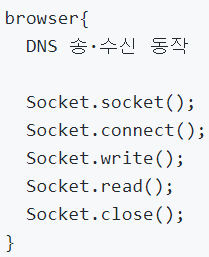 browser{
  DNS 송·수신 동작

  Socket.socket();
  Socket.connect();
  Socket.write();
  Socket.read();
  Socket.close();
}